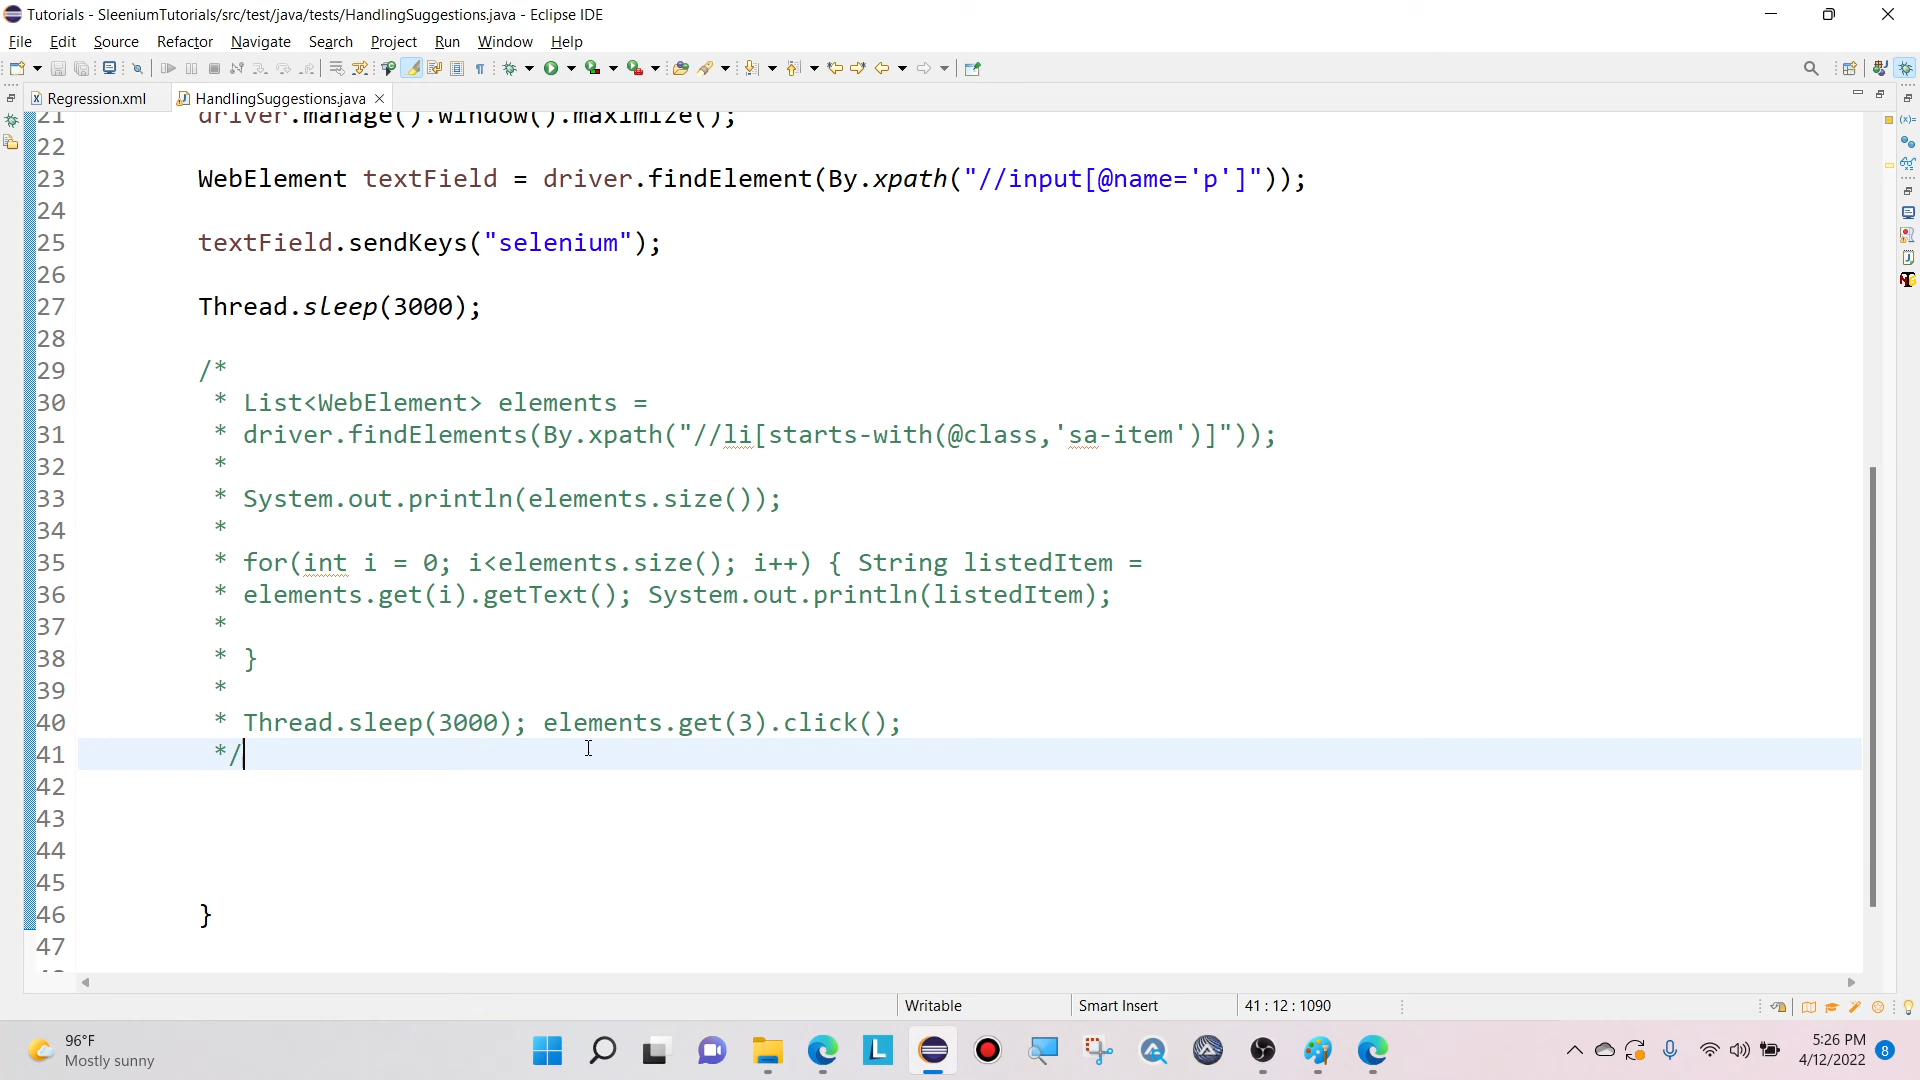 Tutorials - SleeniumTutorials/src/test/java/tests/HandlingSuggestions.java - Eclipse IDE
File Edit Source Refactor Navigate Search Project Run Window Help
Regression.xml HandlingSuggestions.java
21 driver.manage().window().maximize();
22
23 WebElement textField = driver.findElement(By.xpath("//input[@name='p']"));
24
25 textField.sendKeys("selenium");
26
27 Thread.sleep(3000);
28
29 /*
30 * List<WebElement> elements =
31 * driver.findElements(By.xpath("//li[starts-with(@class,'sa-item')]"));
32 *
33 * System.out.println(elements.size());
34 *
35 * for(int i = 0; i<elements.size(); i++) { String listedItem =
36 * elements.get(i).getText(); System.out.println(listedItem);
37 *
38 * }
39 *
40 * Thread.sleep(3000); elements.get(3).click();
41 */
42
43
44
45
46 }
47
Writable Smart Insert 41 : 12 : 1090
96°F
Mostly sunny
5:26 PM
4/12/2022 8